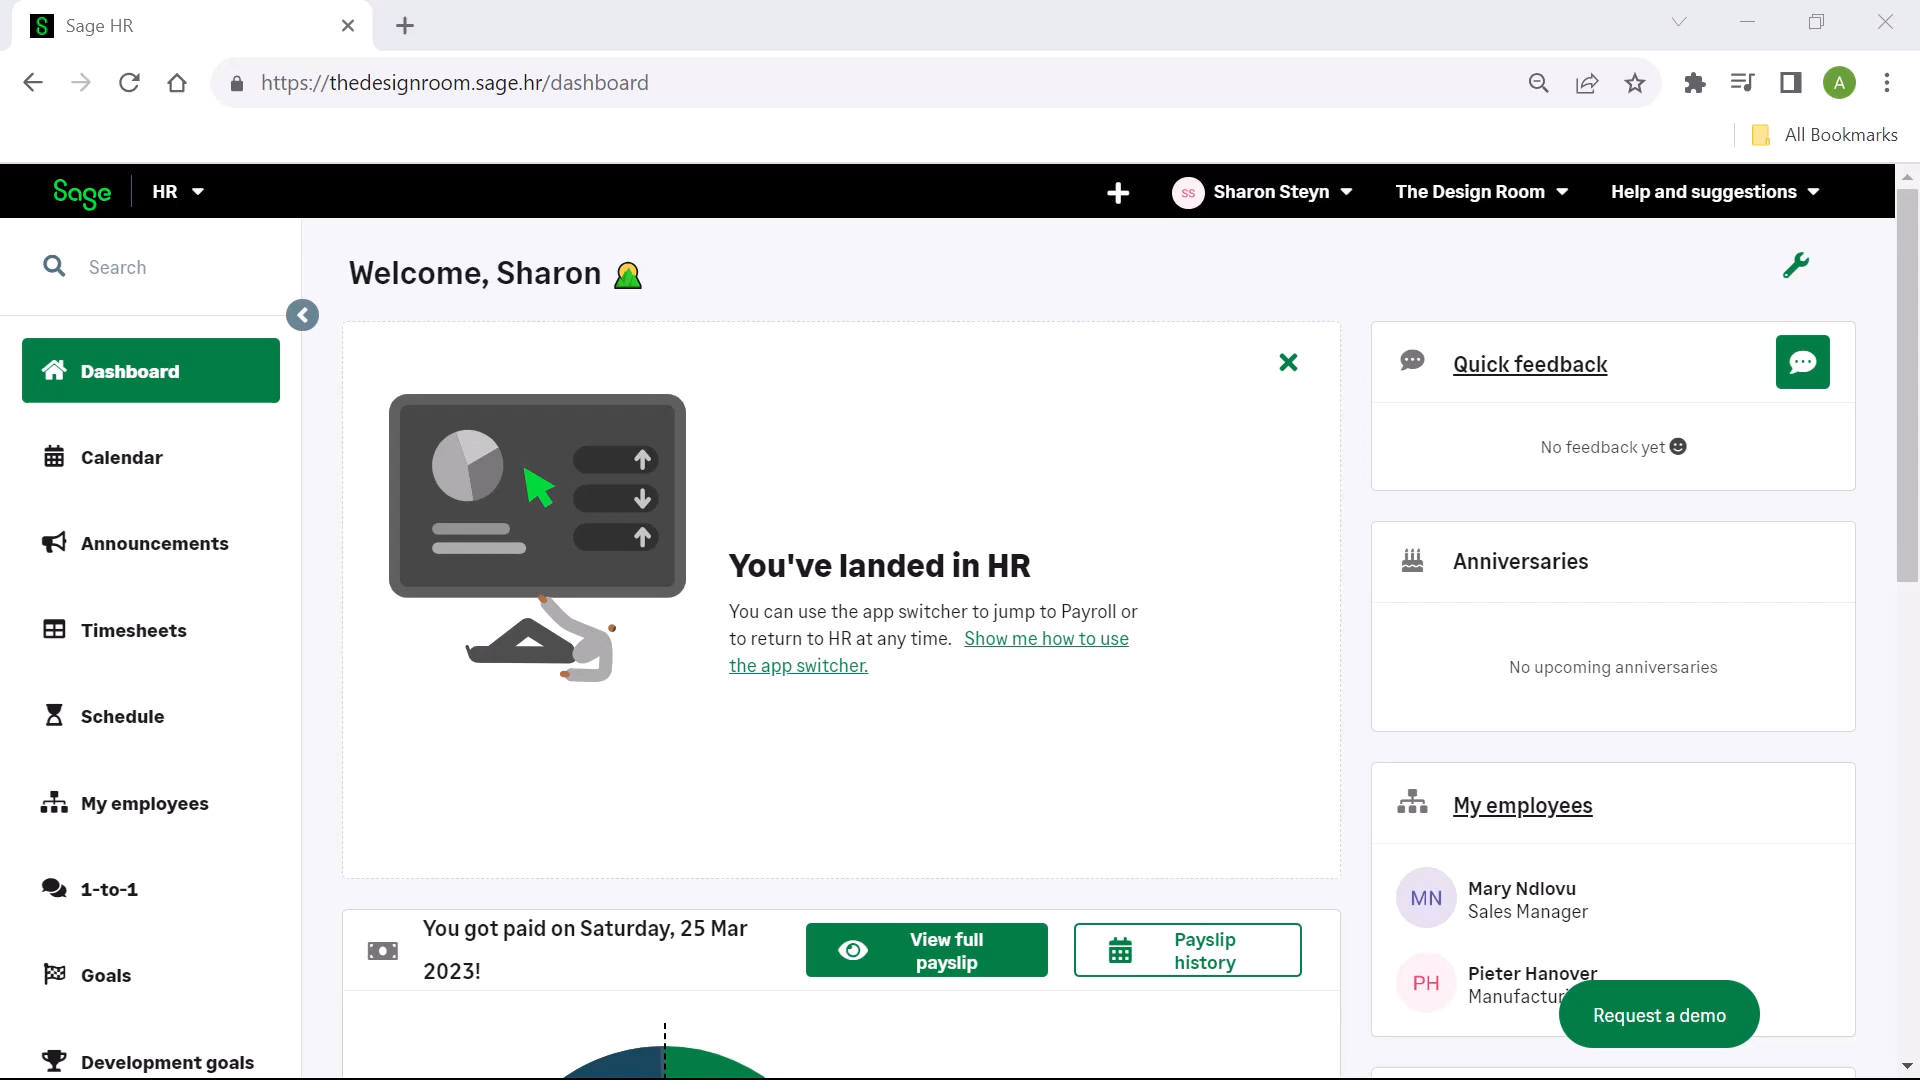 Sage HR
https://thedesignroom.sage.hr/dashboard
A
All Bookmarks
Sage
HR
SS
Sharon Steyn
The Design Room
Help and suggestions
Search
Dashboard
Calendar
Announcements
Timesheets
Schedule
My employees
1-to-1
Goals
Development goals
Welcome, Sharon
You've landed in HR
You can use the app switcher to jump to Payroll or
to return to HR at any time. Show me how to use
the app switcher.
You got paid on Saturday, 25 Mar
2023!
View full
payslip
Payslip
history
Quick feedback
No feedback yet
Anniversaries
No upcoming anniversaries
My employees
MN
Mary Ndlovu
Sales Manager
PH
Pieter Hanover
Manufacturi
Request a demo